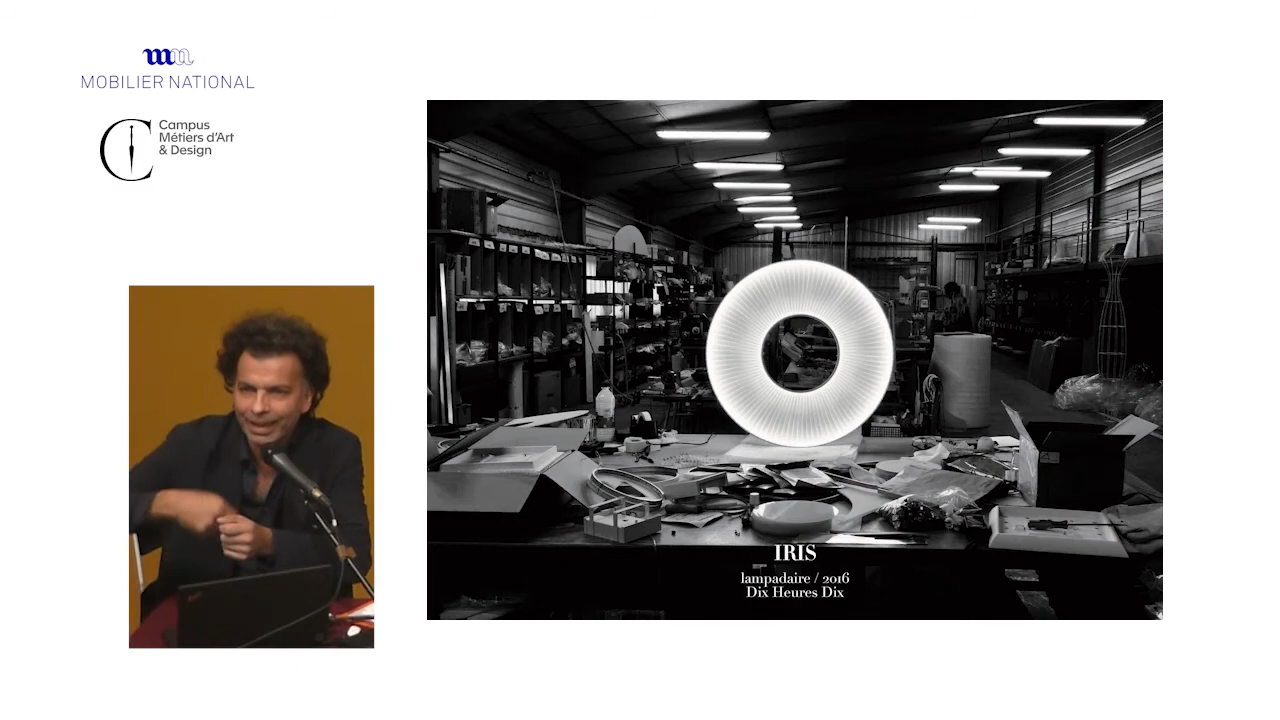 MOBILIER NATIONAL
Campus
Métiers d'Art
& Design
IRIS
lampadaire / 2016
Dix Heures Dix